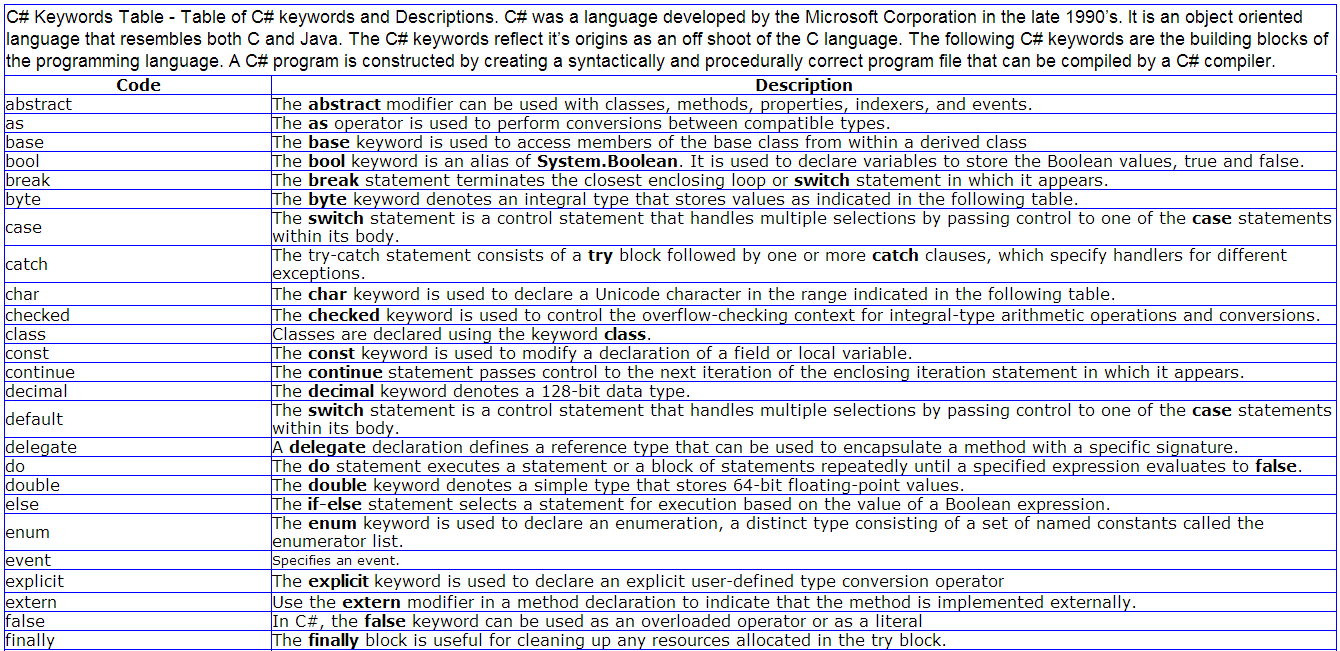 C# Keywords Table - Table of C# keywords and Descriptions. C# was a language developed by the Microsoft Corporation in the late 1990's. It is an object oriented
language that resembles both C and Java. The C# keywords reflect it's origins as an off shoot of the C language. The following C# keywords are the building blocks of
the programming language. A C# program is constructed by creating a syntactically and procedurally correct program file that can be compiled by a C# compiler.
Code Description
abstract The abstract modifier can be used with classes, methods, properties, indexers, and events.
as The as operator is used to perform conversions between compatible types.
base The base keyword is used to access members of the base class from within a derived class
bool The bool keyword is an alias of System.Boolean. It is used to declare variables to store the Boolean values, true and false.
break The break statement terminates the closest enclosing loop or switch statement in which it appears.
byte The byte keyword denotes an integral type that stores values as indicated in the following table.
case The switch statement is a control statement that handles multiple selections by passing control to one of the case statements
within its body.
catch The try-catch statement consists of a try block followed by one or more catch clauses, which specify handlers for different
exceptions.
char The char keyword is used to declare a Unicode character in the range indicated in the following table.
checked The checked keyword is used to control the overflow-checking context for integral-type arithmetic operations and conversions.
class Classes are declared using the keyword class.
const The const keyword is used to modify a declaration of a field or local variable.
continue The continue statement passes control to the next iteration of the enclosing iteration statement in which it appears.
decimal The decimal keyword denotes a 128-bit data type.
default The switch statement is a control statement that handles multiple selections by passing control to one of the case statements
within its body.
delegate A delegate declaration defines a reference type that can be used to encapsulate a method with a specific signature.
do The do statement executes a statement or a block of statements repeatedly until a specified expression evaluates to false.
double The double keyword denotes a simple type that stores 64-bit floating-point values.
else The if-else statement selects a statement for execution based on the value of a Boolean expression.
enum The enum keyword is used to declare an enumeration, a distinct type consisting of a set of named constants called the
enumerator list.
event Specifies an event.
explicit The explicit keyword is used to declare an explicit user-defined type conversion operator
extern Use the extern modifier in a method declaration to indicate that the method is implemented externally.
false In C#, the false keyword can be used as an overloaded operator or as a literal
finally The finally block is useful for cleaning up any resources allocated in the try block.